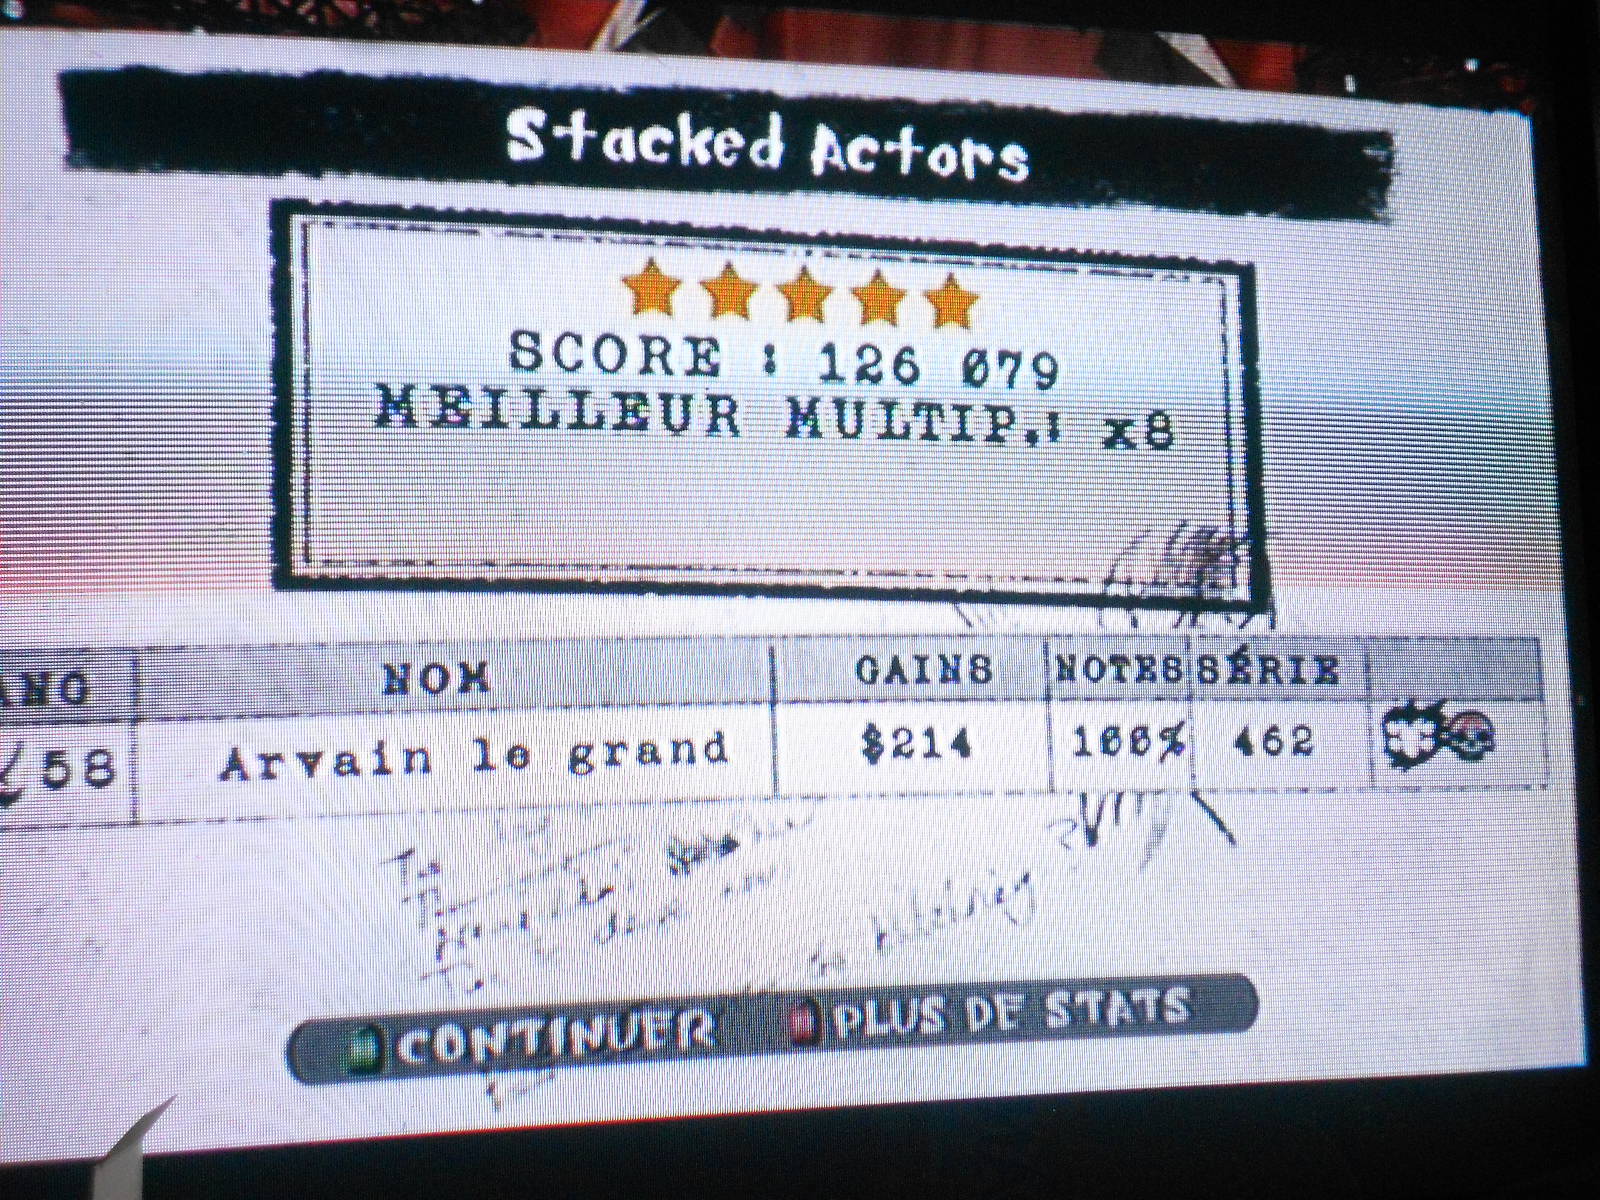 Stacked Actors
SCORE : 126 079
MEILLEUR MULTIP.: x8
ANG NOM GAINS NOTES SÉRIE
58 Arvain le grand $214 100% 462
CONTINUER PLUS DE STATS